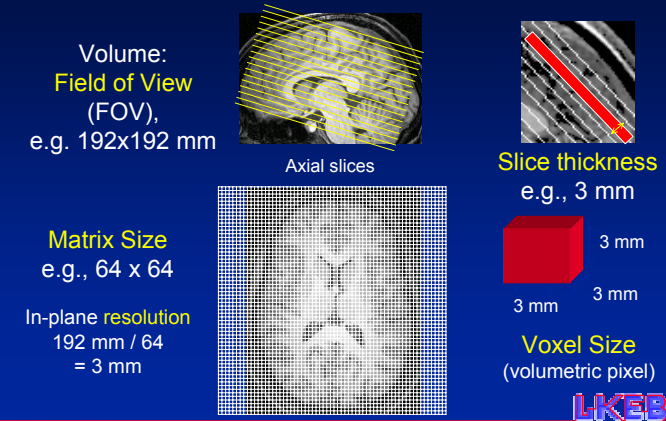 Volume:
Field of View
(FOV),
e.g. 192x192 mm
Axial slices
Slice thickness
e.g., 3 mm
Matrix Size
e.g., 64 x 64
In-plane resolution
192 mm / 64
= 3 mm
3 mm
3 mm
3 mm
Voxel Size
(volumetric pixel)
LKEB